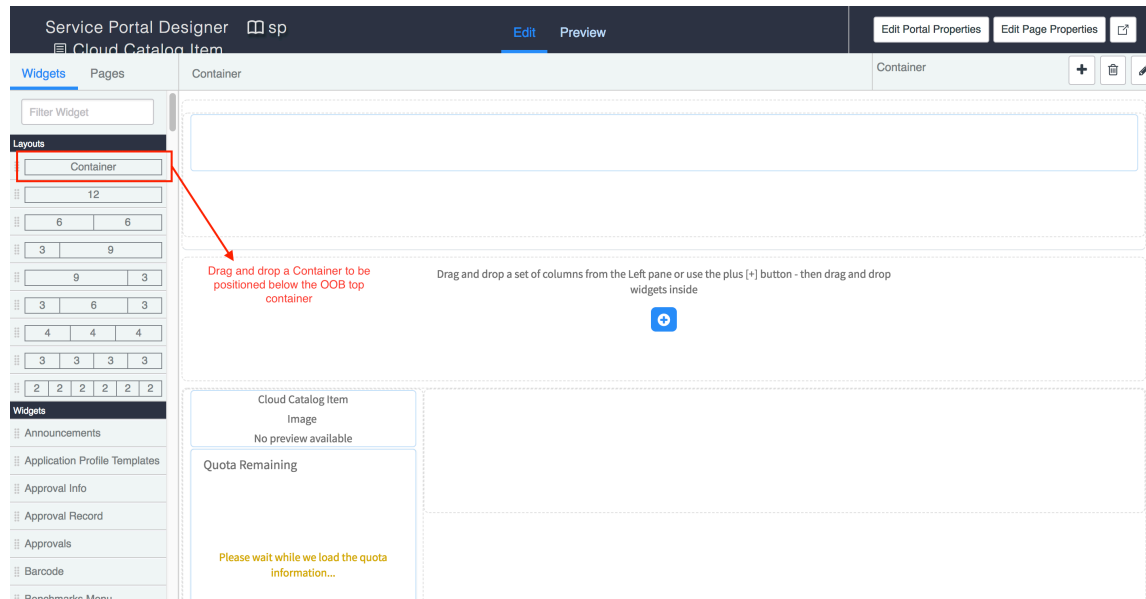 Service Portal Designer sp
Cloud Catalog Item
Edit Preview
Edit Portal Properties Edit Page Properties
Widgets Pages
Container
Container
Filter Widget
Layouts
Container
12
6 6
3 9
9 3
3 6 3
4 4 4
3 3 3 3
2 2 2 2 2 2
Widgets
Announcements
Application Profile Templates
Approval Info
Approval Record
Approvals
Barcode
Benchmarks Menu
Drag and drop a Container to be
positioned below the OOB top
container
Drag and drop a set of columns from the Left pane or use the plus [+] button - then drag and drop
widgets inside
Cloud Catalog Item
Image
No preview available
Quota Remaining
Please wait while we load the quota
information...